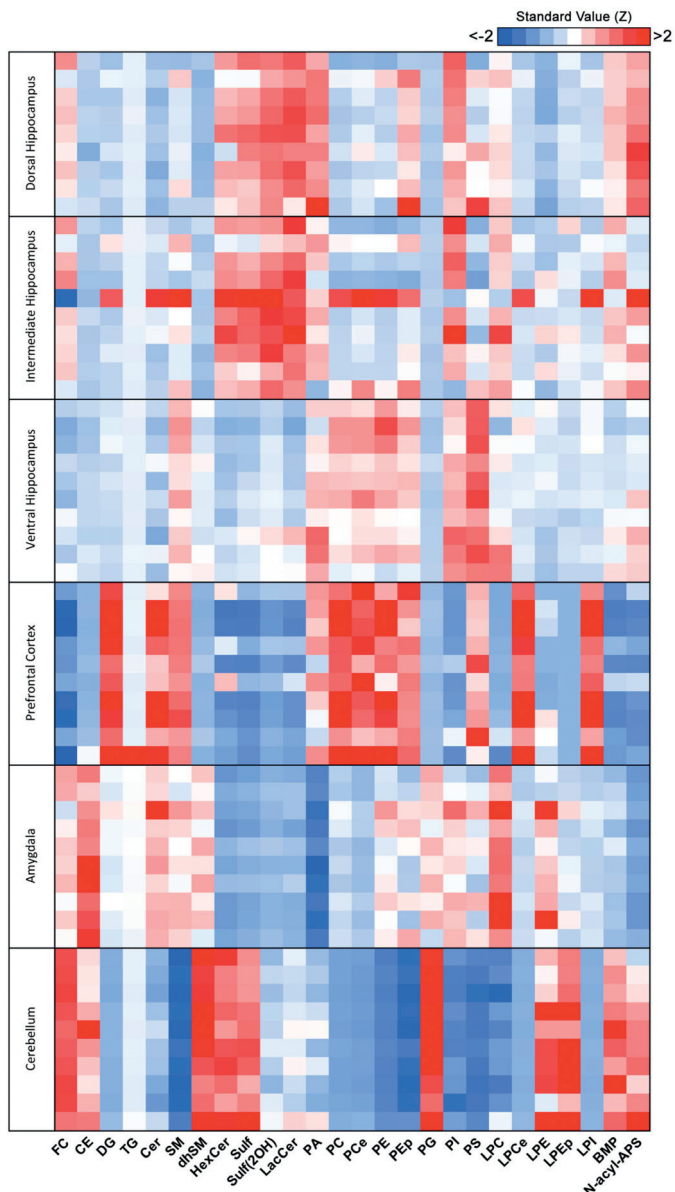 Standard Value (Z)
<-2 >2
Dorsal Hippocampus
Intermediate Hippocampus
Ventral Hippocampus
Prefrontal Cortex
Amygdala
Cerebellum
FC CE DG TG Cer SM dhSM HexCer Sulf Sulf(2OH) LacCer PA PC PCe PE PEp PG PI PS LPC LPCe LPE LPEp LPI BMP N-acyl-APS